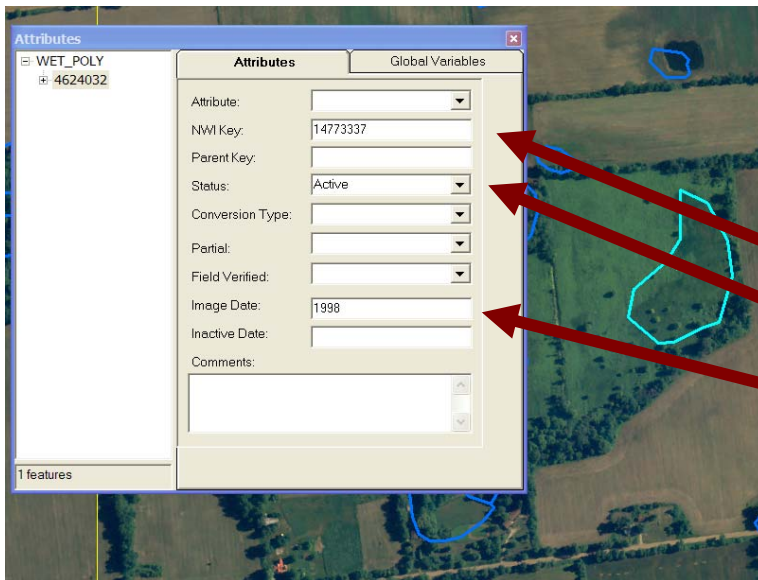 Attributes
WET_POLY
4624032
1 features
Attributes Global Variables
Attribute:
NWI Key: 14773337
Parent Key:
Status: Active
Conversion Type:
Partial:
Field Verified:
Image Date: 1998
Inactive Date:
Comments: